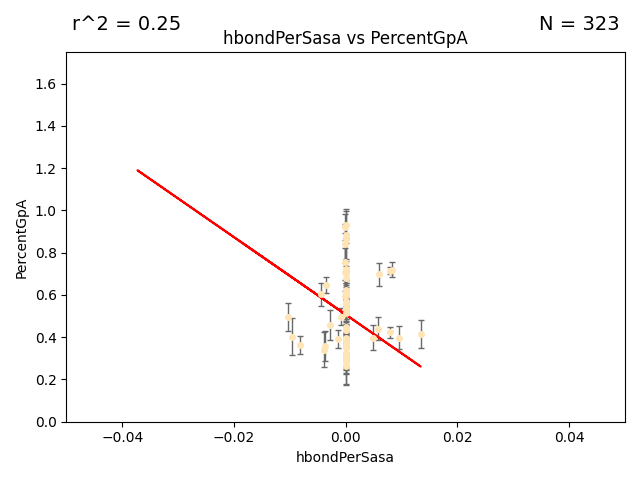 r^2 = 0.25
N = 323
hbondPerSasa vs PercentGpA
PercentGpA
1.6
1.4
1.2
1.0
0.8
0.6
0.4
0.2
0.0
−0.04
−0.02
0.00
0.02
0.04
hbondPerSasa